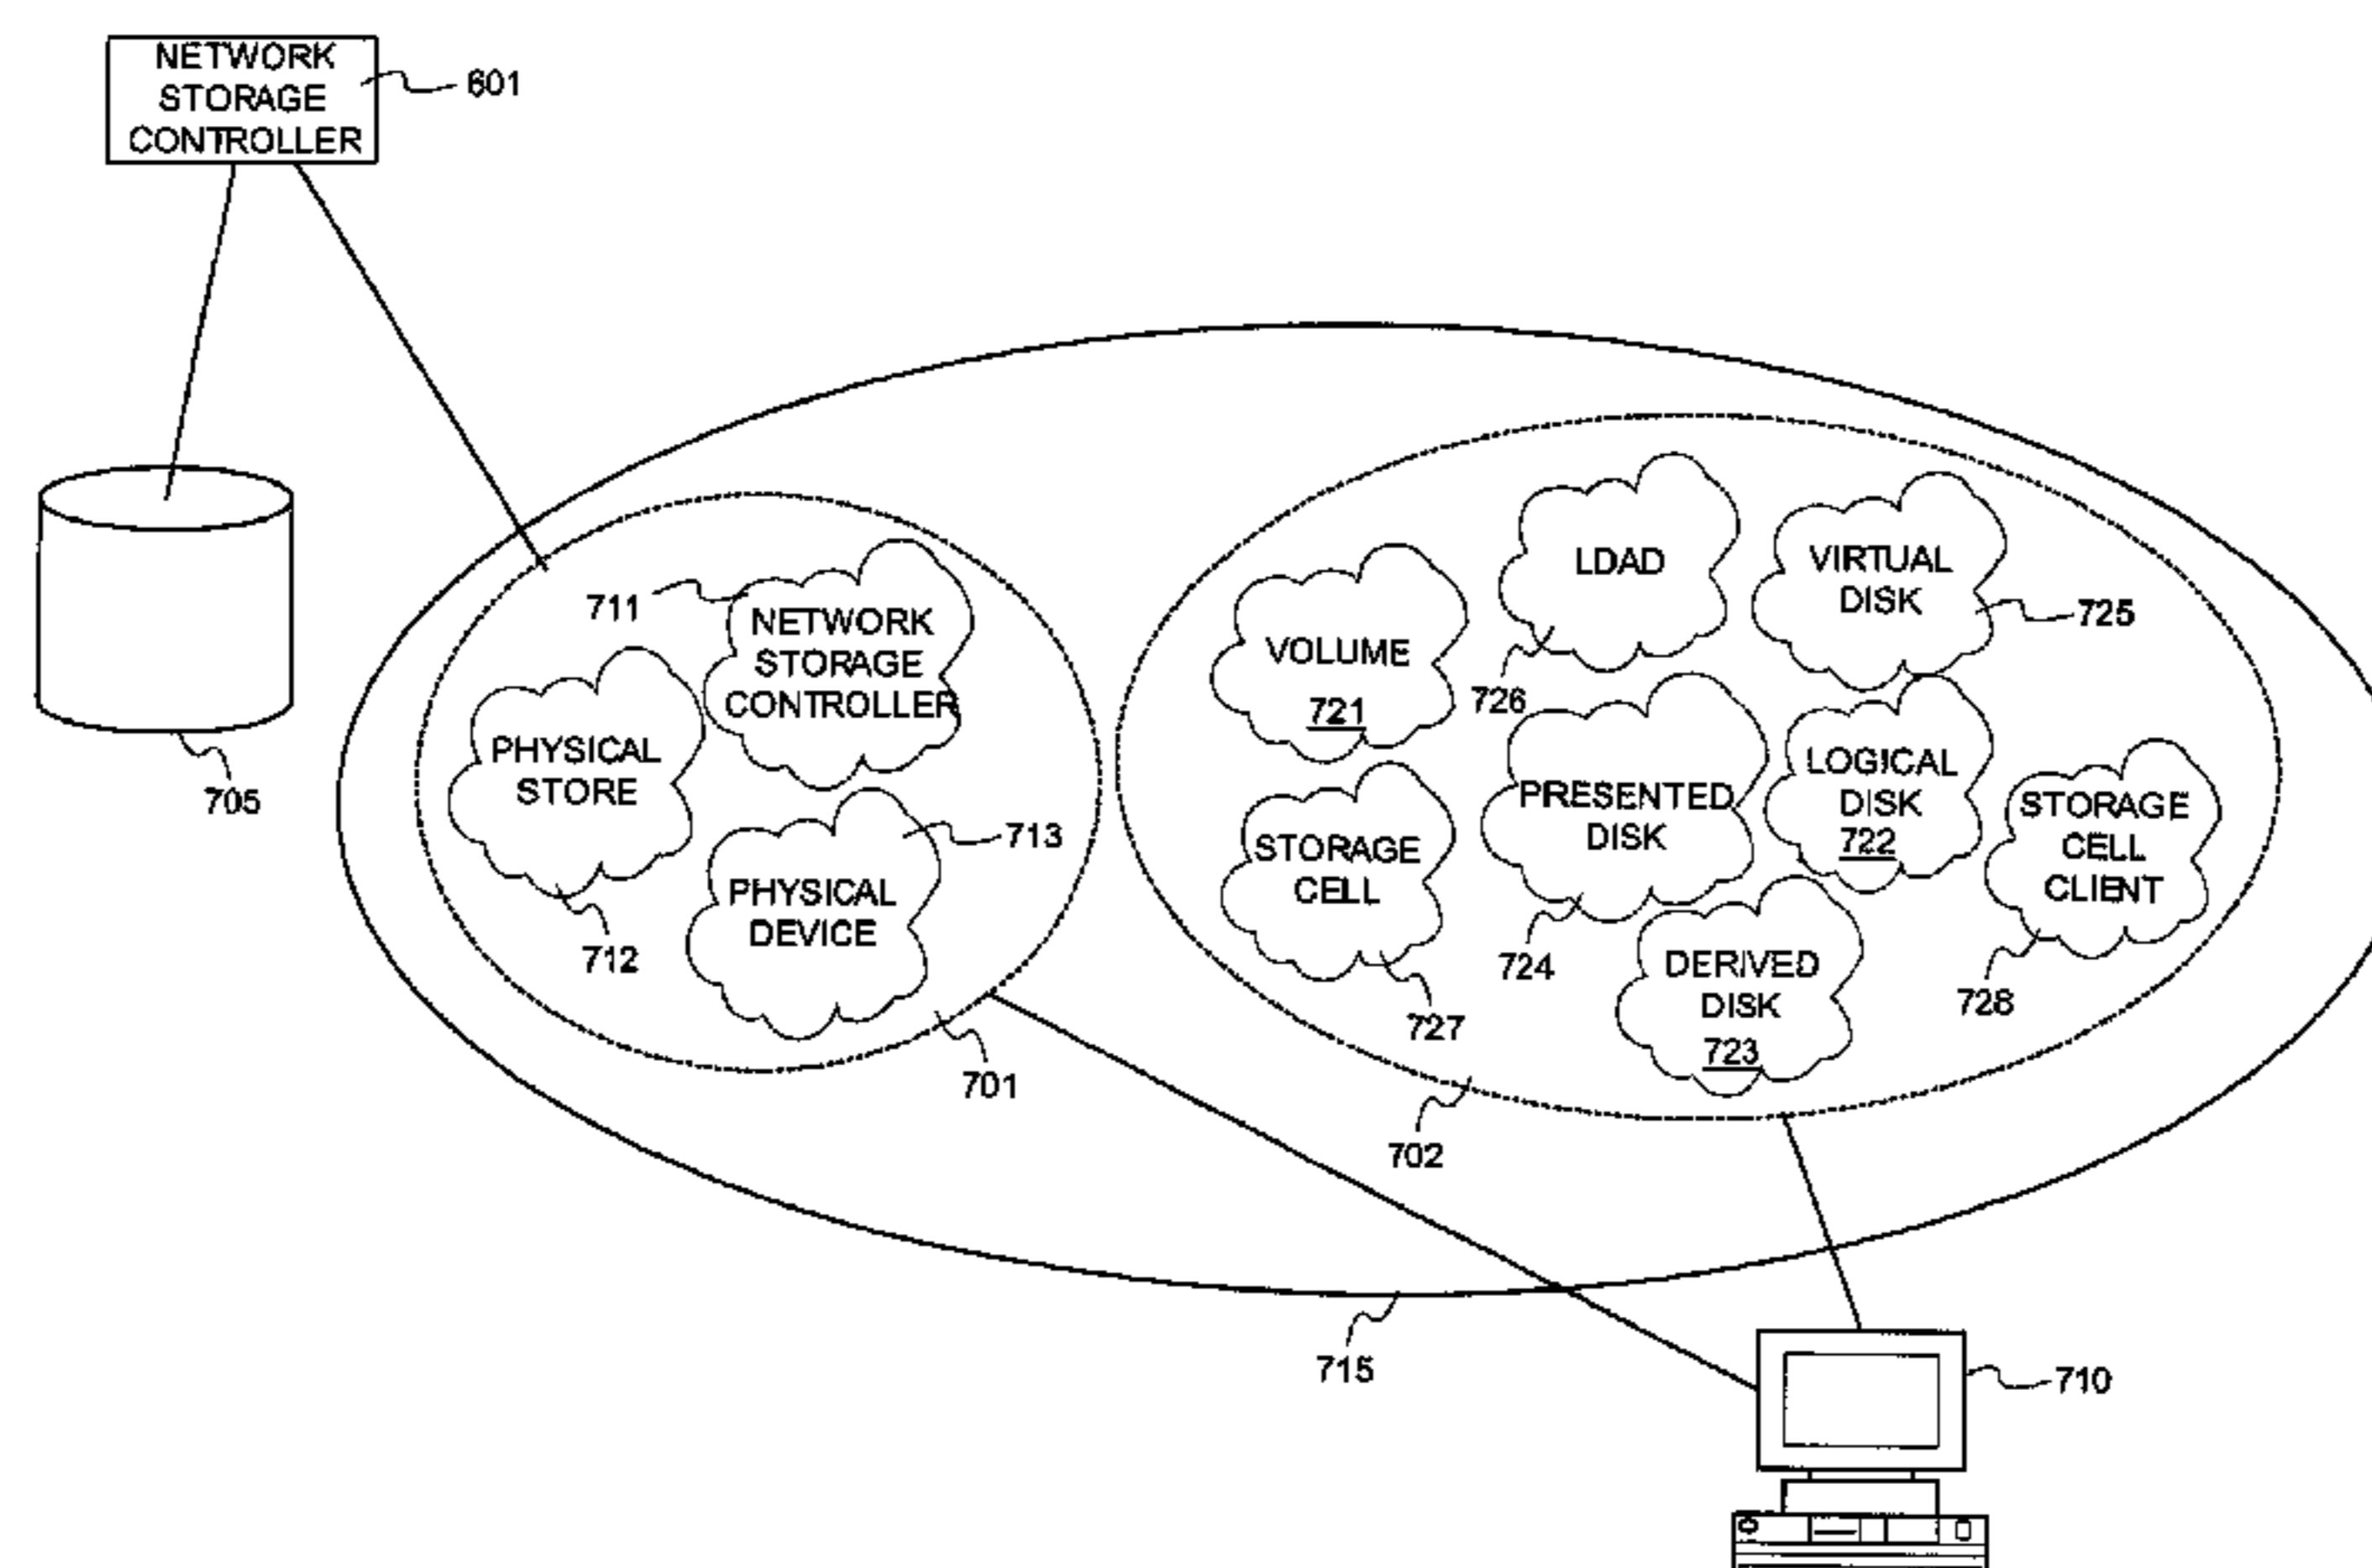 NETWORK
STORAGE
CONTROLLER
601
705
711
NETWORK
STORAGE
CONTROLLER
PHYSICAL
STORE
712
713
PHYSICAL
DEVICE
701
VOLUME
721
LDAD
726
VIRTUAL
DISK
725
STORAGE
CELL
727
PRESENTED
DISK
724
LOGICAL
DISK
722
STORAGE
CELL
CLIENT
728
DERIVED
DISK
723
702
715
710